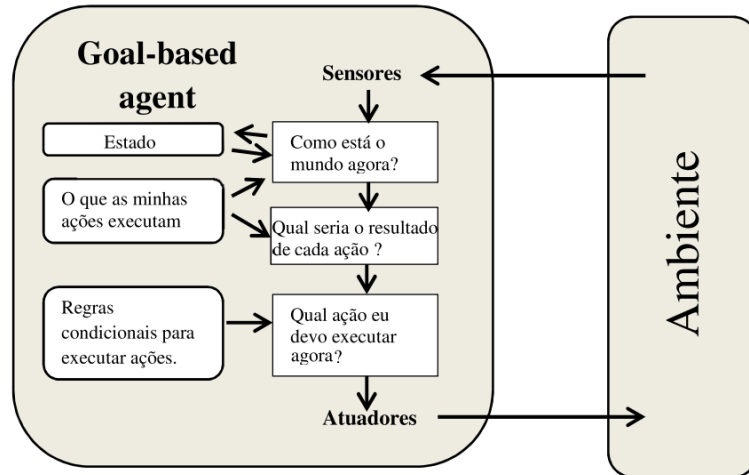 Goal-based
agent
Sensores
Estado
Como está o
mundo agora?
O que as minhas
ações executam
Qual seria o resultado
de cada ação ?
Regras
condicionais para
executar ações.
Qual ação eu
devo executar
agora?
Atuadores
Ambiente